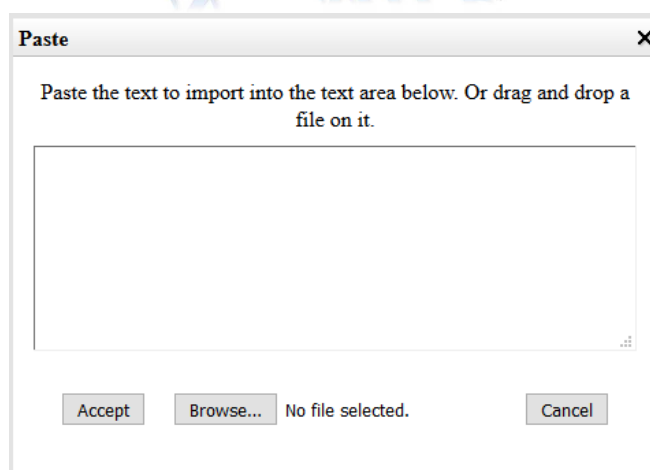 Paste
Paste the text to import into the text area below. Or drag and drop a
file on it.
Accept Browse... No file selected. Cancel